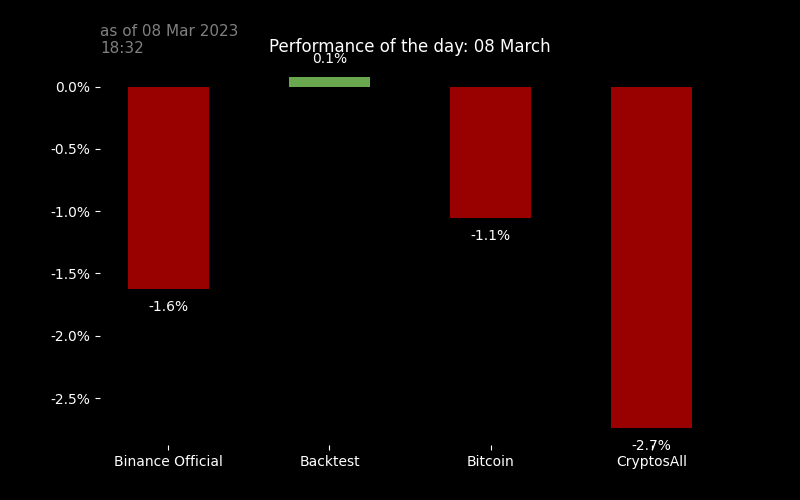 as of 08 Mar 2023
18:32
Performance of the day: 08 March
0.1%
0.0%
-0.5%
-1.0%
-1.1%
-1.5%
-1.6%
-2.0%
-2.5%
-2.7%
Binance Official
Backtest
Bitcoin
CryptosAll